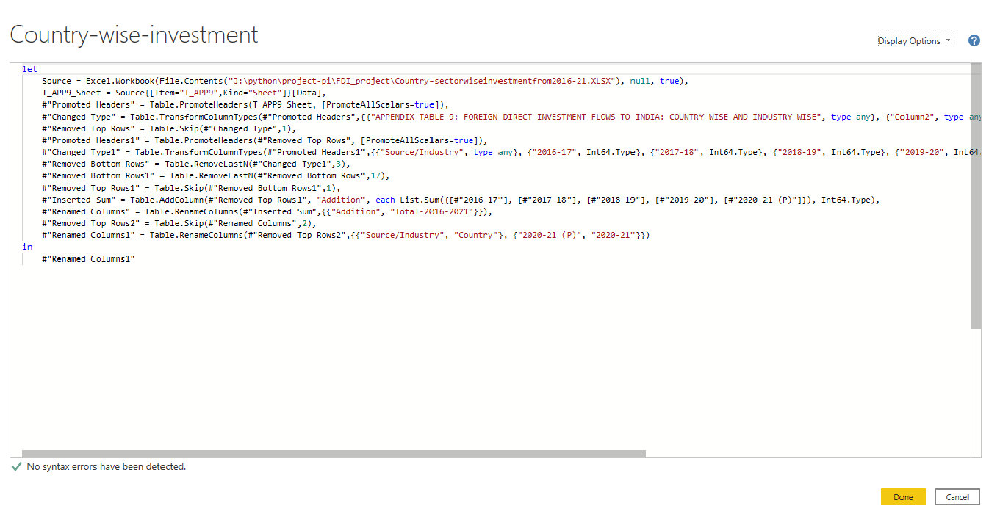 Country-wise-investment
Display Options
?
let
Source = Excel.Workbook(File.Contents("J:\python\project-pi\FDI_project\Country-sectorwiseinvestmentfrom2016-21.XLSX"), null, true),
T_APP9_Sheet = Source{[Item="T_APP9",Kind="Sheet"]}[Data],
#"Promoted Headers" = Table.PromoteHeaders(T_APP9_Sheet, [PromoteAllScalars=true]),
#"Changed Type" = Table.TransformColumnTypes(#"Promoted Headers",{{"APPENDIX TABLE 9: FOREIGN DIRECT INVESTMENT FLOWS TO INDIA: COUNTRY-WISE AND INDUSTRY-WISE", type any}, {"Column2", type any
#"Removed Top Rows" = Table.Skip(#"Changed Type",1),
#"Promoted Headers1" = Table.PromoteHeaders(#"Removed Top Rows", [PromoteAllScalars=true]),
#"Changed Type1" = Table.TransformColumnTypes(#"Promoted Headers1",{{"Source/Industry", type any}, {"2016-17", Int64.Type}, {"2017-18", Int64.Type}, {"2018-19", Int64.Type}, {"2019-20", Int64.
#"Removed Bottom Rows" = Table.RemoveLastN(#"Changed Type1",3),
#"Removed Bottom Rows1" = Table.RemoveLastN(#"Removed Bottom Rows",17),
#"Removed Top Rows1" = Table.Skip(#"Removed Bottom Rows1",1),
#"Inserted Sum" = Table.AddColumn(#"Removed Top Rows1", "Addition", each List.Sum({[#"2016-17"], [#"2017-18"], [#"2018-19"], [#"2019-20"], [#"2020-21 (P)"]}), Int64.Type),
#"Renamed Columns" = Table.RenameColumns(#"Inserted Sum",{{"Addition", "Total-2016-2021"}}),
#"Removed Top Rows2" = Table.Skip(#"Renamed Columns",2),
#"Renamed Columns1" = Table.RenameColumns(#"Removed Top Rows2",{{"Source/Industry", "Country"}, {"2020-21 (P)", "2020-21"}})
in
#"Renamed Columns1"
No syntax errors have been detected.
Done
Cancel